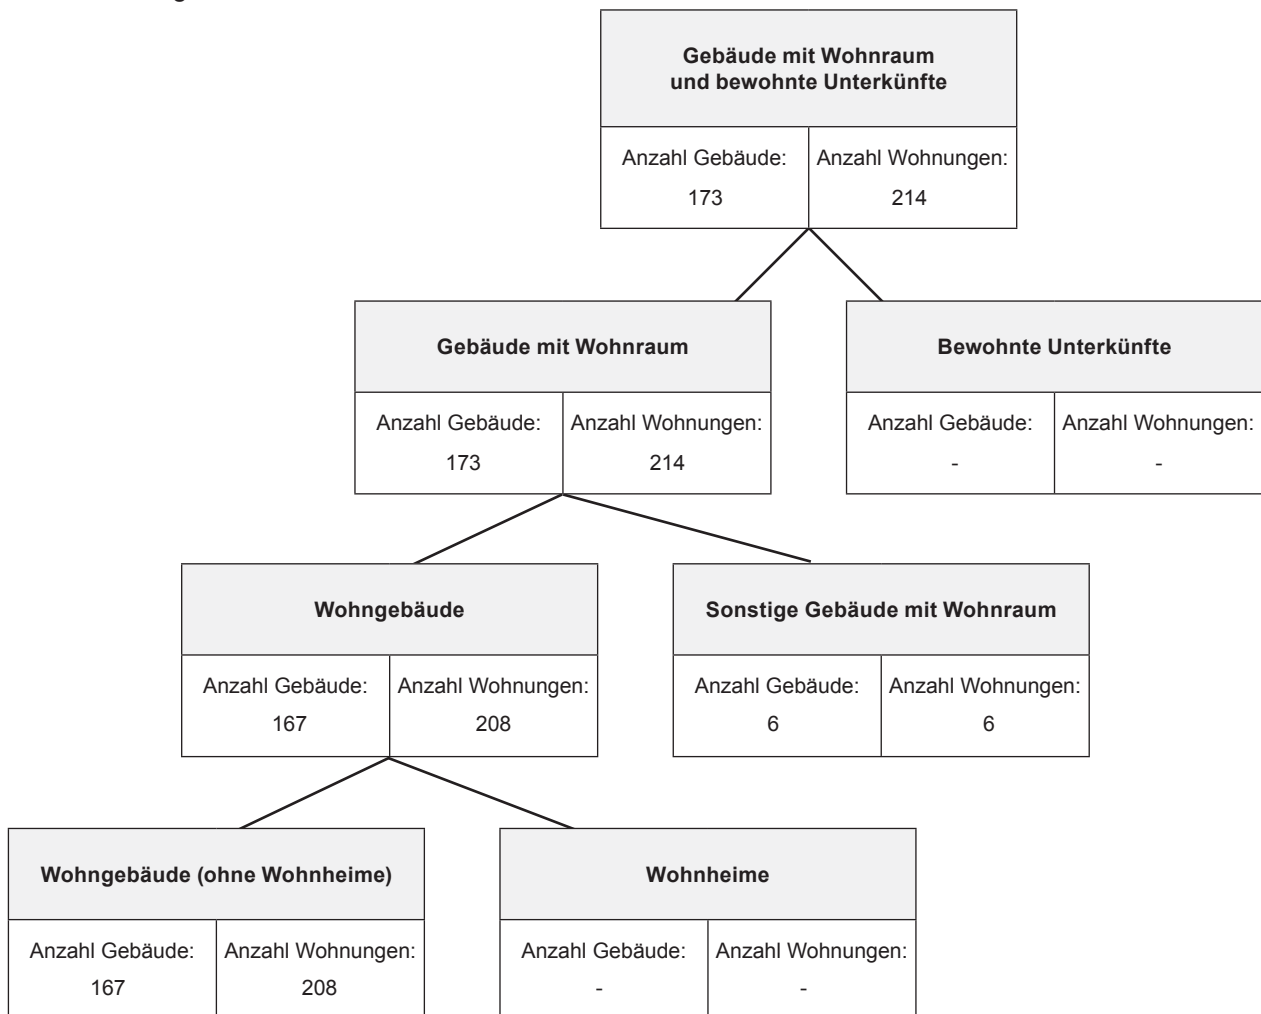 Gebäude mit Wohnraum
und bewohnte Unterkünfte
Anzahl Gebäude: Anzahl Wohnungen:
173 214
Gebäude mit Wohnraum
Anzahl Gebäude: Anzahl Wohnungen:
173 214
Bewohnte Unterkünfte
Anzahl Gebäude: Anzahl Wohnungen:
- -
Wohngebäude
Anzahl Gebäude: Anzahl Wohnungen:
167 208
Sonstige Gebäude mit Wohnraum
Anzahl Gebäude: Anzahl Wohnungen:
6 6
Wohngebäude (ohne Wohnheime)
Anzahl Gebäude: Anzahl Wohnungen:
167 208
Wohnheime
Anzahl Gebäude: Anzahl Wohnungen:
- -